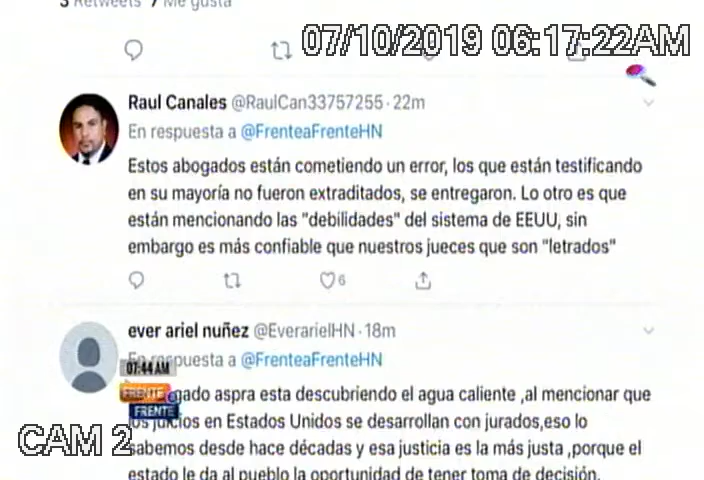 3 Retweets 7 Me gusta
07/10/2019 06:17:22AM
Raul Canales @RaulCan33757255 · 22m
En respuesta a @FrenteaFrenteHN
Estos abogados están cometiendo un error, los que están testificando
en su mayoría no fueron extraditados, se entregaron. Lo otro es que
están mencionando las "debilidades" del sistema de EEUU, sin
embargo es más confiable que nuestros jueces que son "letrados"
6
ever ariel nuñez @EverarielHN · 18m
En respuesta a @FrenteaFrenteHN
07:44 AM
gado aspra esta descubriendo el agua caliente ,al mencionar que
FRENTE a
FRENTE
los juicios en Estados Unidos se desarrollan con jurados,eso lo
CAM 2
sabemos desde hace décadas y esa justicia es la más justa ,porque el
estado le da al pueblo la oportunidad de tener toma de decisión.